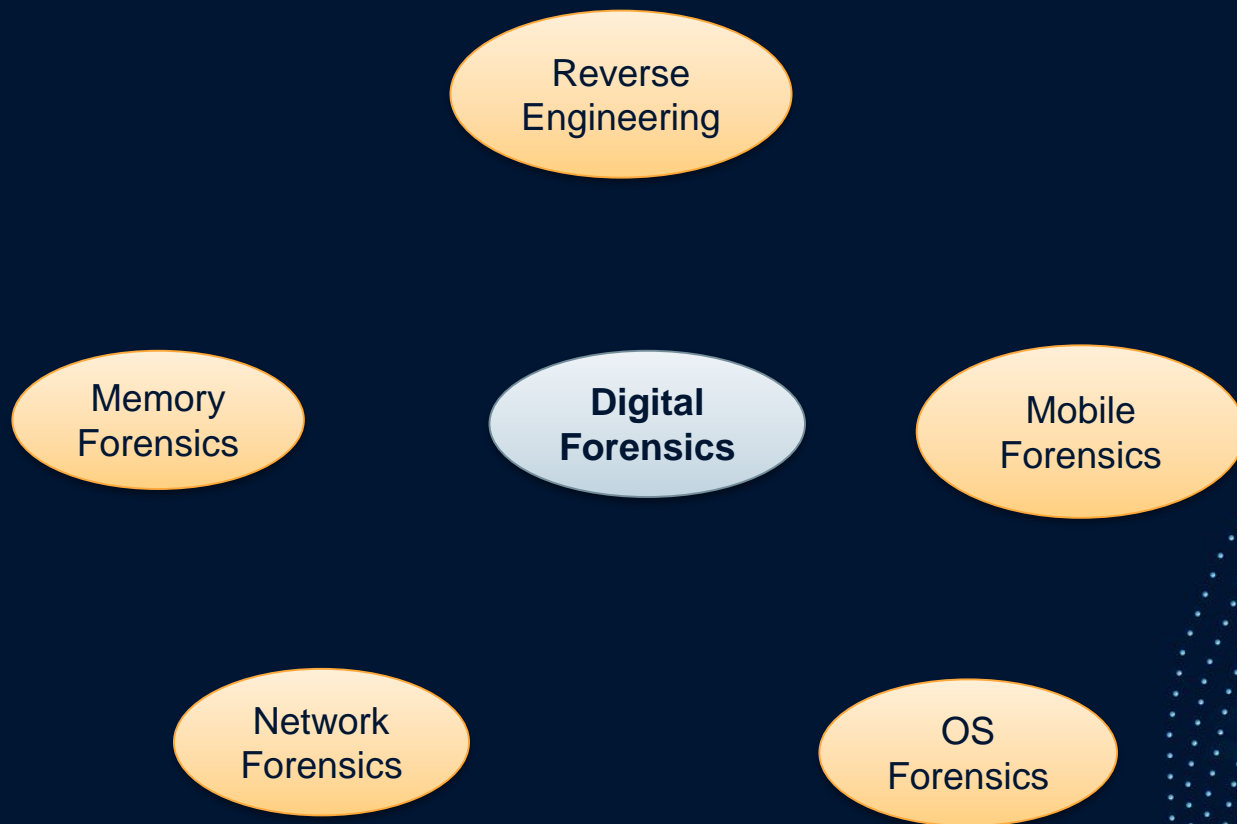 Reverse
Engineering
Memory
Forensics
Digital
Forensics
Mobile
Forensics
Network
Forensics
OS
Forensics